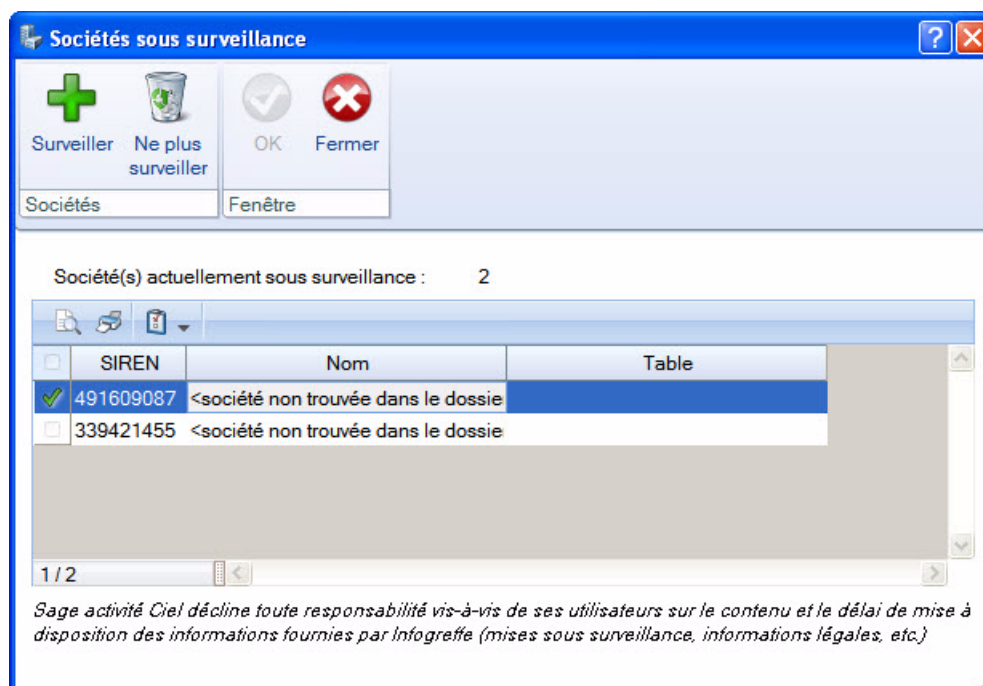 Sociétés sous surveillance
Surveiller
Ne plus surveiller
OK
Fermer
Sociétés
Fenêtre
Société(s) actuellement sous surveillance : 2
SIREN Nom Table
491609087 <société non trouvée dans le dossie
339421455 <société non trouvée dans le dossie
1 / 2
Sage activité Ciel décline toute responsabilité vis-à-vis de ses utilisateurs sur le contenu et le délai de mise à
disposition des informations fournies par Infogreffe (mises sous surveillance, informations légales, etc.)